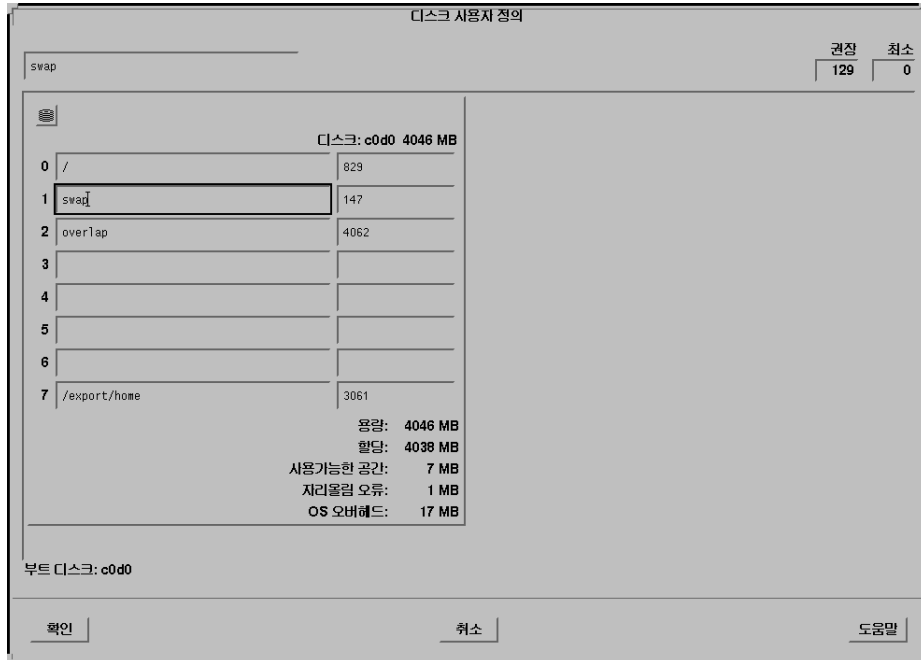 디스크 사용자 정의
권장 최소
swap 129 0
디스크: c0d0 4046 MB
0 / 829
1 swap 147
2 overlap 4062
3
4
5
6
7 /export/home 3061
용량: 4046 MB
할당: 4038 MB
사용가능한 공간: 7 MB
자리올림 오류: 1 MB
OS 오버헤드: 17 MB
부트 디스크: c0d0
확인 취소 도움말